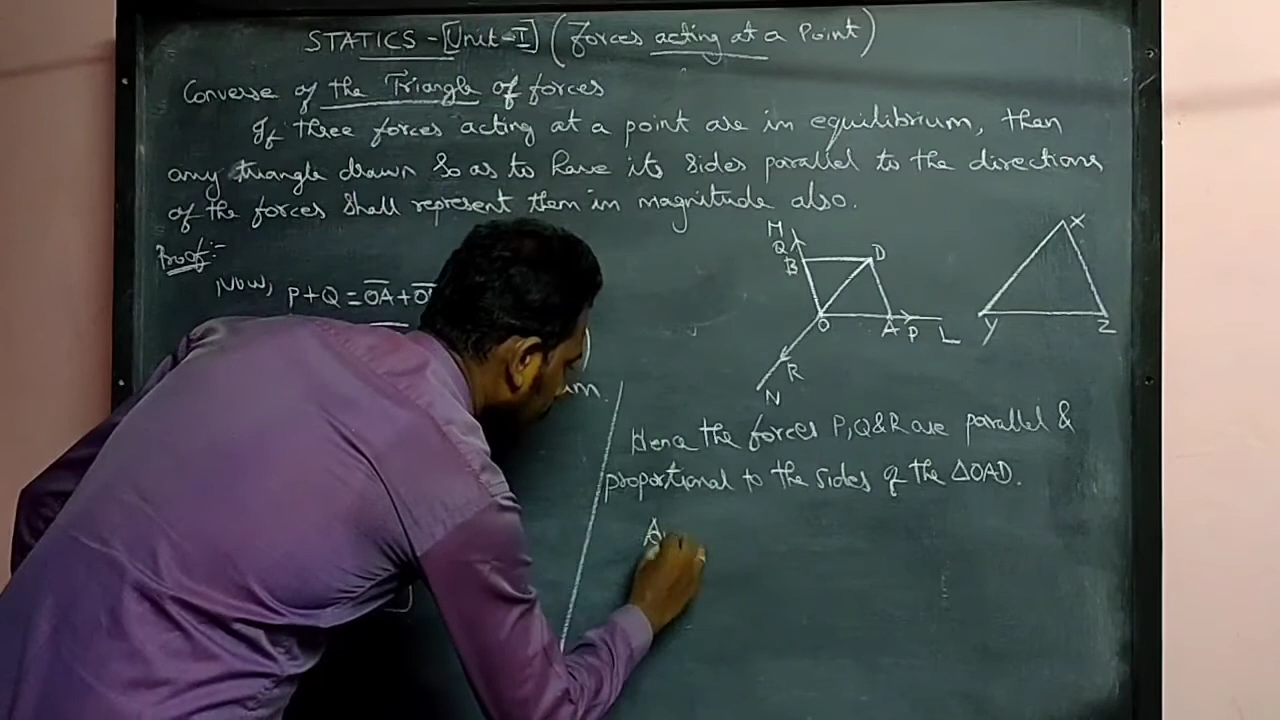 STATICS - [Unit-I] (Forces acting at a Point)
Converse of the Triangle of forces
If three forces acting at a point are in equilibrium, then
any triangle drawn so as to have its sides parallel to the directions
of the forces shall represent them in magnitude also.
Proof:-
Now, P+Q = OA+O
M
Q
B
D
O
A
P
L
R
N
X
Y
Z
Hence the forces P, Q & R are parallel &
proportional to the sides of the ΔOAD.
A